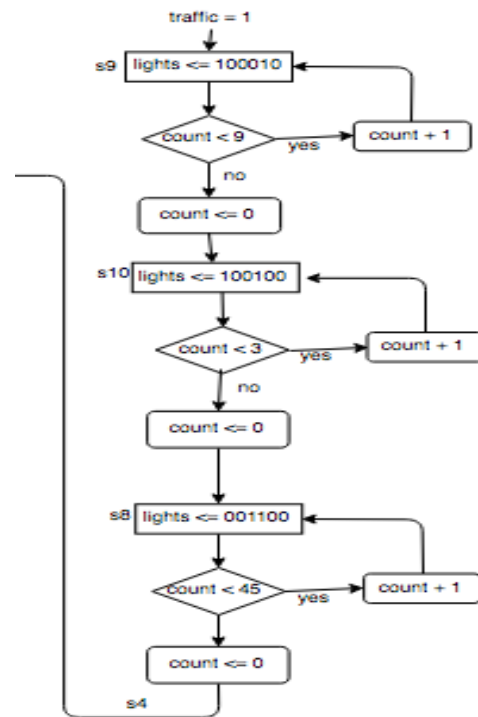 traffic = 1
s9
lights <= 100010
count < 9
yes
count + 1
no
count <= 0
s10
lights <= 100100
count < 3
yes
count + 1
no
count <= 0
s8
lights <= 001100
count < 45
yes
count + 1
count <= 0
s4